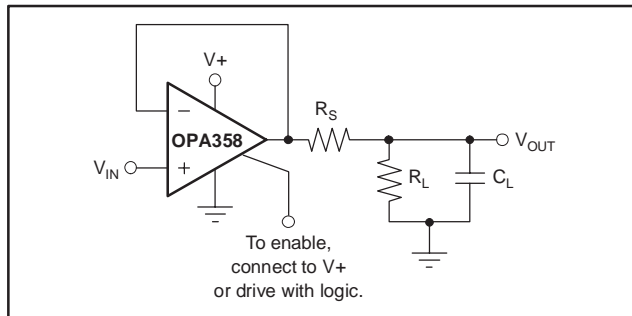 V+
−
OPA358
+
V_IN
R_S
V_OUT
R_L
C_L
To enable,
connect to V+
or drive with logic.